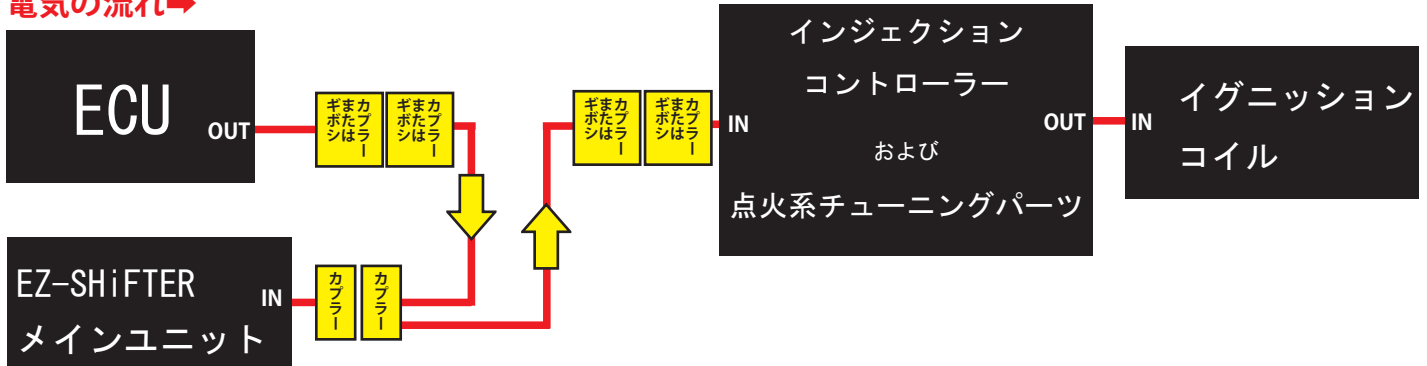 電気の流れ➡
ECU
OUT
カプラー
または
ギボシ
カプラー
または
ギボシ
カプラー
または
ギボシ
カプラー
または
ギボシ
IN
インジェクション
コントローラー
および
点火系チューニングパーツ
OUT
IN
イグニッション
コイル
EZ-SHiFTER
メインユニット
IN
カプラー
カプラー